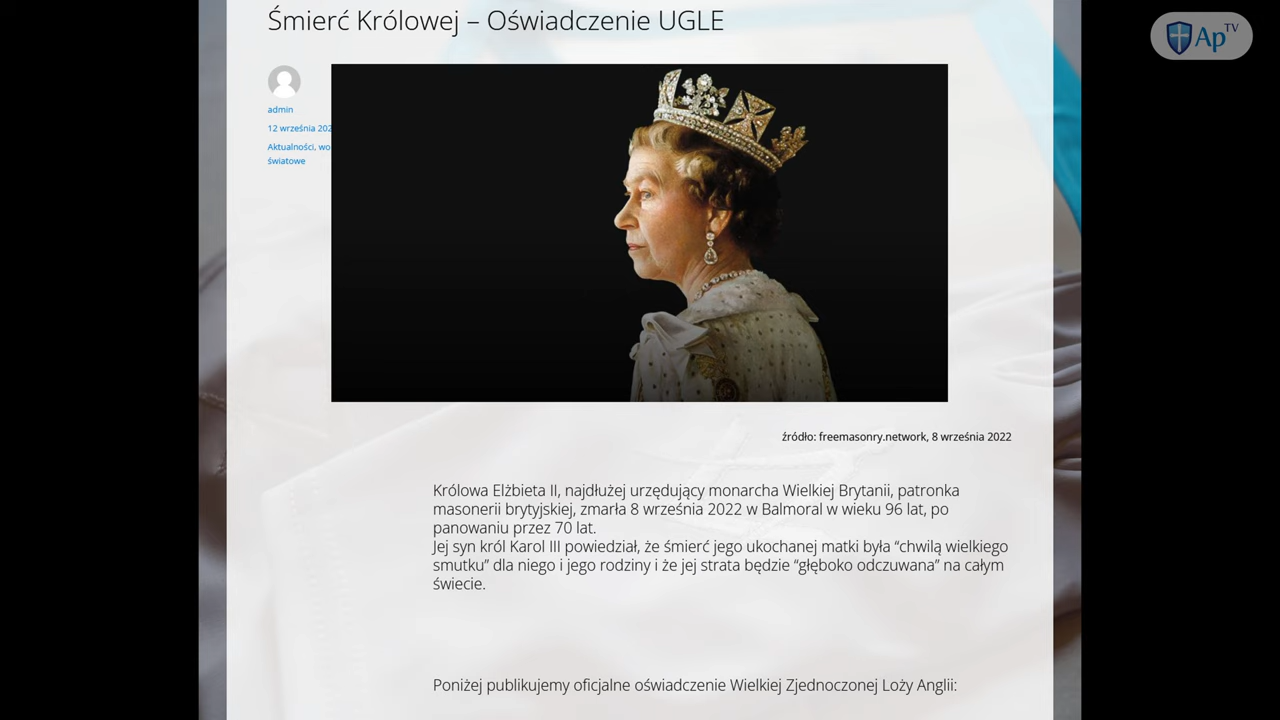 Śmierć Królowej – Oświadczenie UGLE
ApTV
admin
12 września 202
Aktualności, wo
światowe
źródło: freemasonry.network, 8 września 2022
Królowa Elżbieta II, najdłużej urzędujący monarcha Wielkiej Brytanii, patronka
masonerii brytyjskiej, zmarła 8 września 2022 w Balmoral w wieku 96 lat, po
panowaniu przez 70 lat.
Jej syn król Karol III powiedział, że śmierć jego ukochanej matki była “chwilą wielkiego
smutku” dla niego i jego rodziny i że jej strata będzie “głęboko odczuwana” na całym
świecie.
Poniżej publikujemy oficjalne oświadczenie Wielkiej Zjednoczonej Loży Anglii: